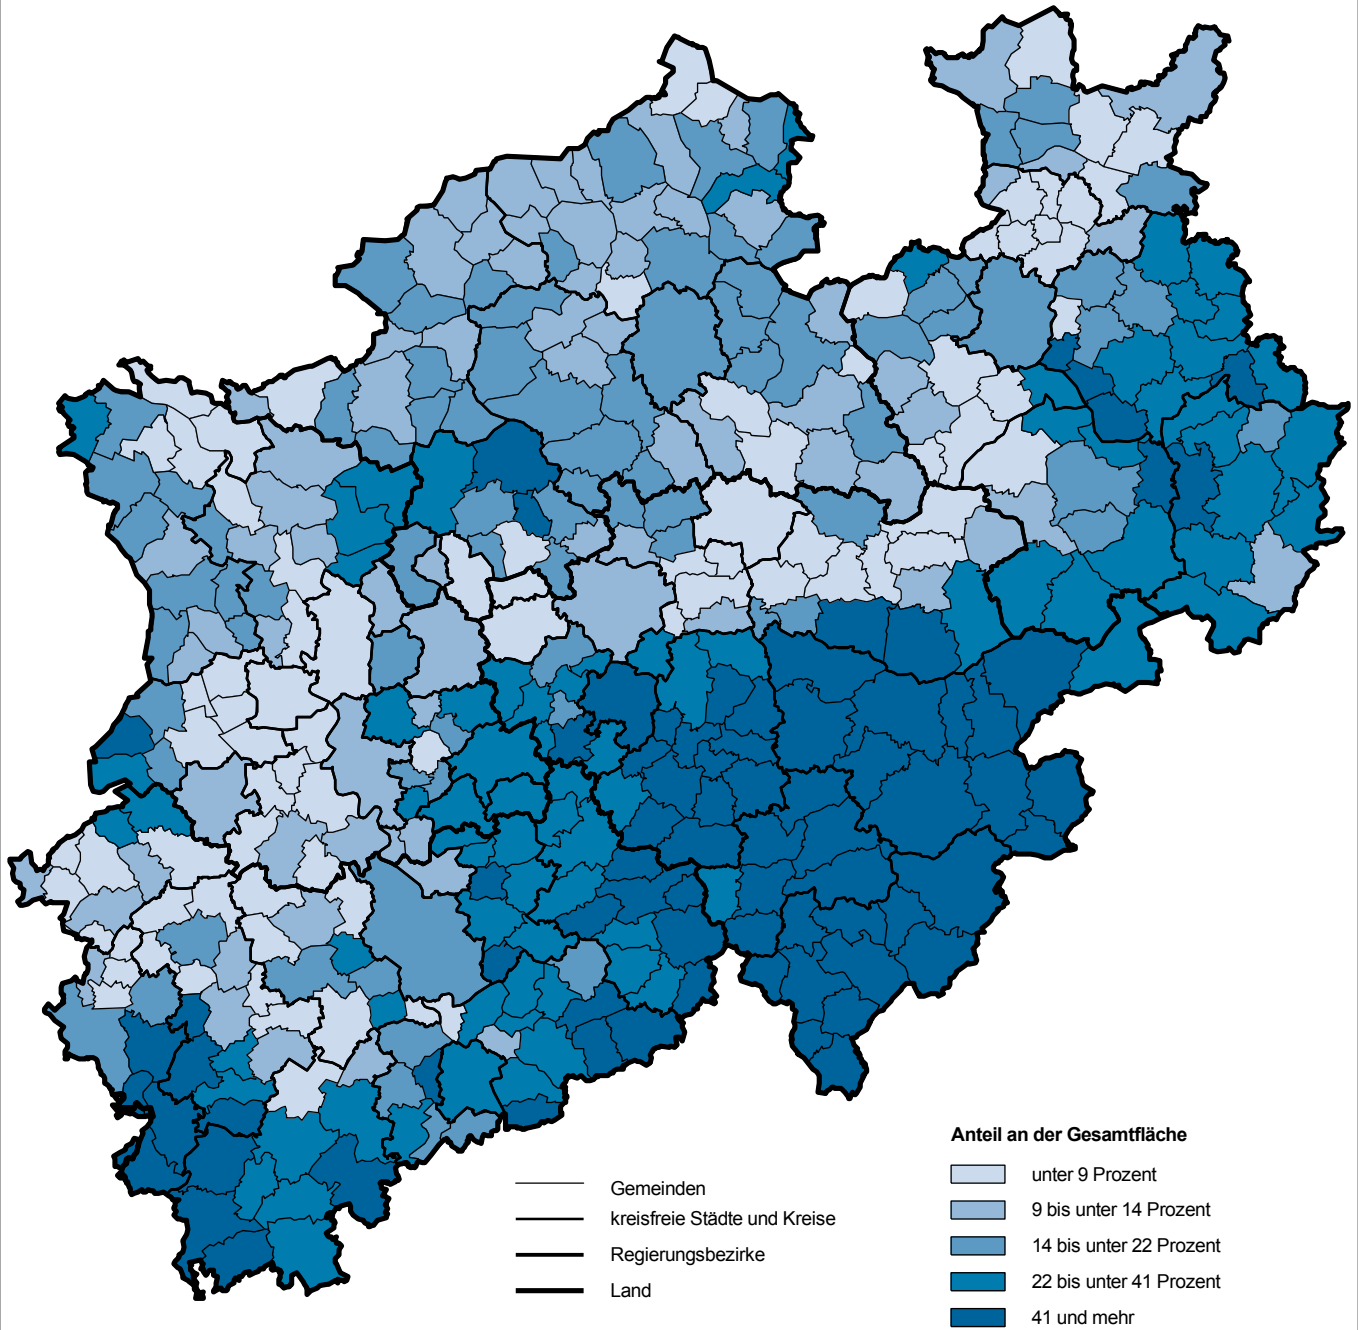 Anteil an der Gesamtfläche
unter 9 Prozent
9 bis unter 14 Prozent
14 bis unter 22 Prozent
22 bis unter 41 Prozent
41 und mehr
Gemeinden
kreisfreie Städte und Kreise
Regierungsbezirke
Land